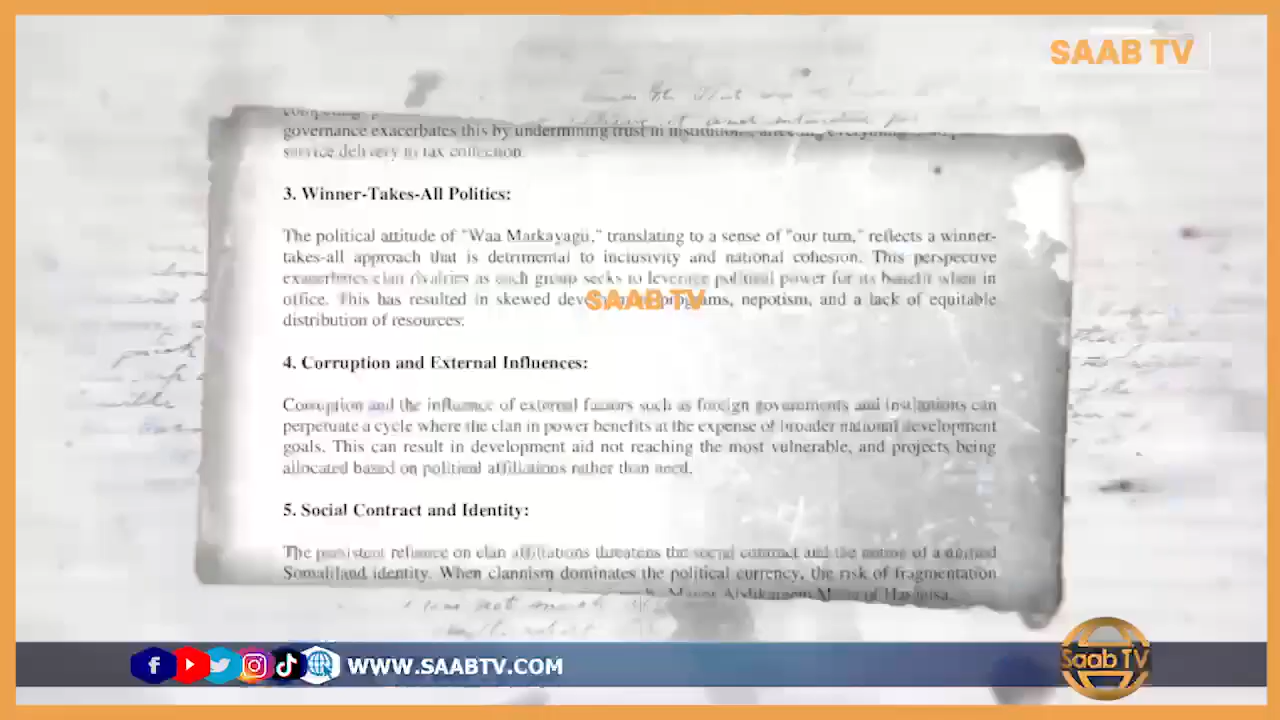 SAAB TV
governance exacerbates this by undermining trust in
service delivery to tax collection.
3. Winner-Takes-All Politics:
The political attitude of "Waa Markayagu," translating to a sense of "our turn," reflects a winner-
takes-all approach that is detrimental to inclusivity and national cohesion. This perspective
exacerbates clan rivalries as each group seeks to leverage political power for its benefit when in
office. This has resulted in skewed programs, nepotism, and a lack of equitable
SAAB TV
distribution of resources.
4. Corruption and External Influences:
Corruption and the influence of external factors such as foreign governments and institutions can
perpetuate a cycle where the clan in power benefits at the expense of broader national development
goals. This can result in development aid not reaching the most vulnerable, and projects being
allocated based on political affiliations rather than need.
5. Social Contract and Identity:
The persistent reliance on clan affiliations threatens the social contract and the notion of a unified
Somaliland identity. When clannism dominates the political currency, the risk of fragmentation
WWW.SAABTV.COM
Saab TV